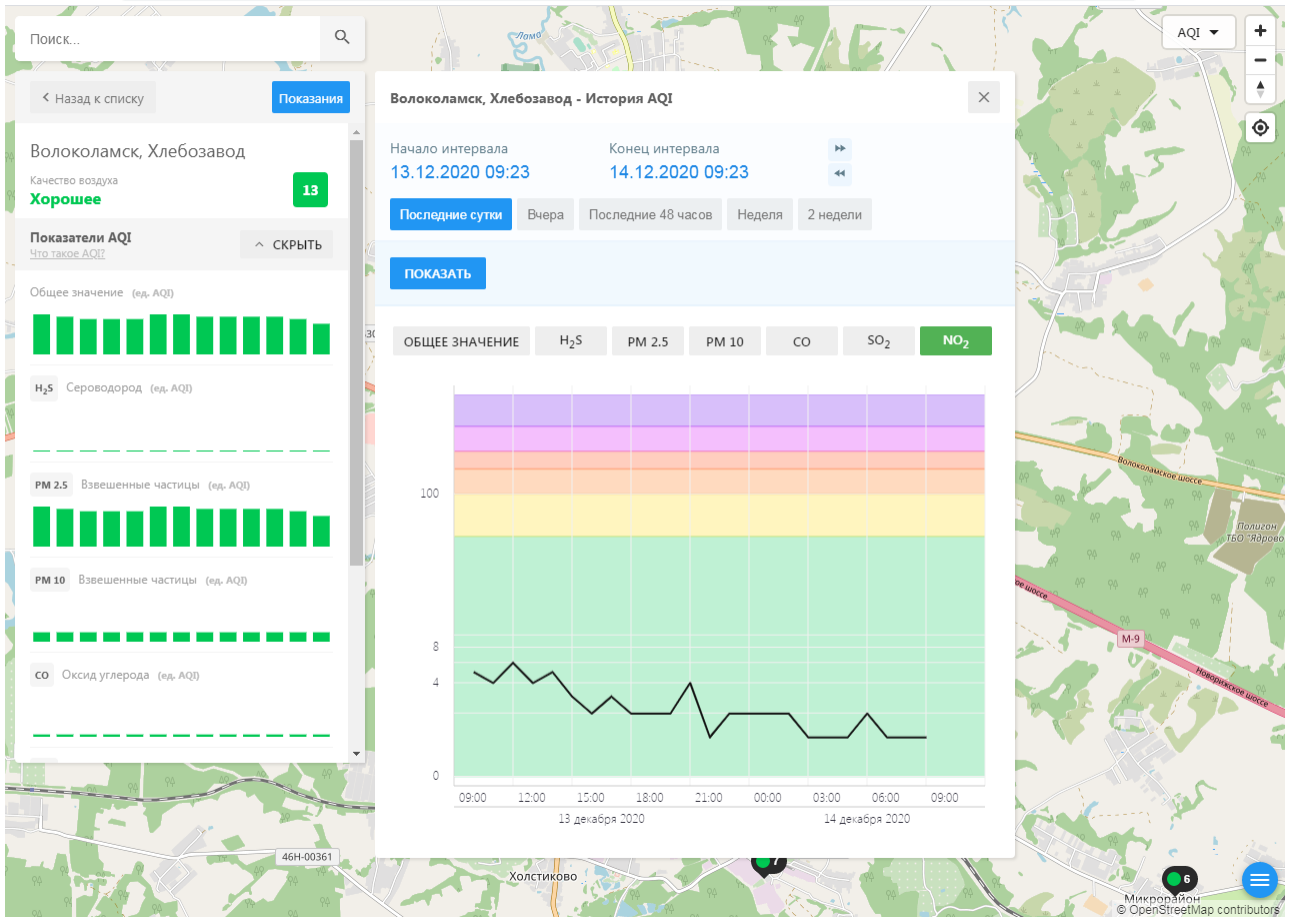 Поиск...
AQI
Назад к списку
Показания
Волоколамск, Хлебозавод
Качество воздуха
Хорошее
13
Показатели AQI
Что такое AQI?
СКРЫТЬ
Общее значение (ед. AQI)
H2S Сероводород (ед. AQI)
PM 2.5 Взвешенные частицы (ед. AQI)
PM 10 Взвешенные частицы (ед. AQI)
CO Оксид углерода (ед. AQI)
Волоколамск, Хлебозавод - История AQI
Начало интервала
13.12.2020 09:23
Конец интервала
14.12.2020 09:23
Последние сутки
Вчера
Последние 48 часов
Неделя
2 недели
ПОКАЗАТЬ
ОБЩЕЕ ЗНАЧЕНИЕ
H2S
PM 2.5
PM 10
CO
SO2
NO2
100
8
4
0
09:00 12:00 15:00 18:00 21:00 00:00 03:00 06:00 09:00
13 декабря 2020 14 декабря 2020
Ломо
Волоколамское шоссе
Полигон
ТБО "Ядрово
М-9
Новорижское шоссе
46Н-00361
Холстиково
7
6
Микрорайон
© OpenStreetMap contributors